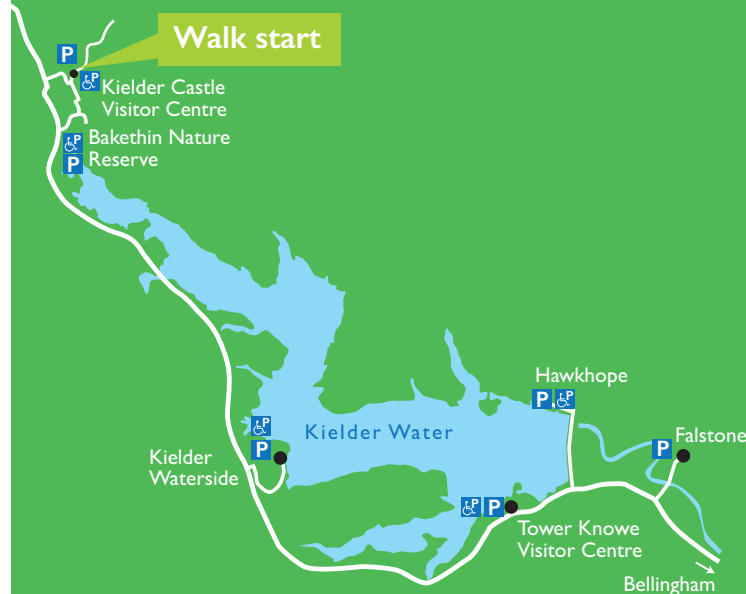 Walk start
P
P
Kielder Castle
Visitor Centre
P
Bakethin Nature
Reserve
P
Hawkhope
P
P
P
Kielder Water
P
Falstone
P
Kielder
Waterside
P
P
P
Tower Knowe
Visitor Centre
Bellingham